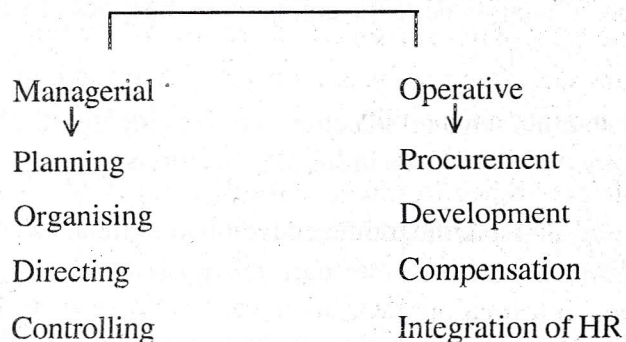 Managerial Operative
Planning Procurement
Organising Development
Directing Compensation
Controlling Integration of HR